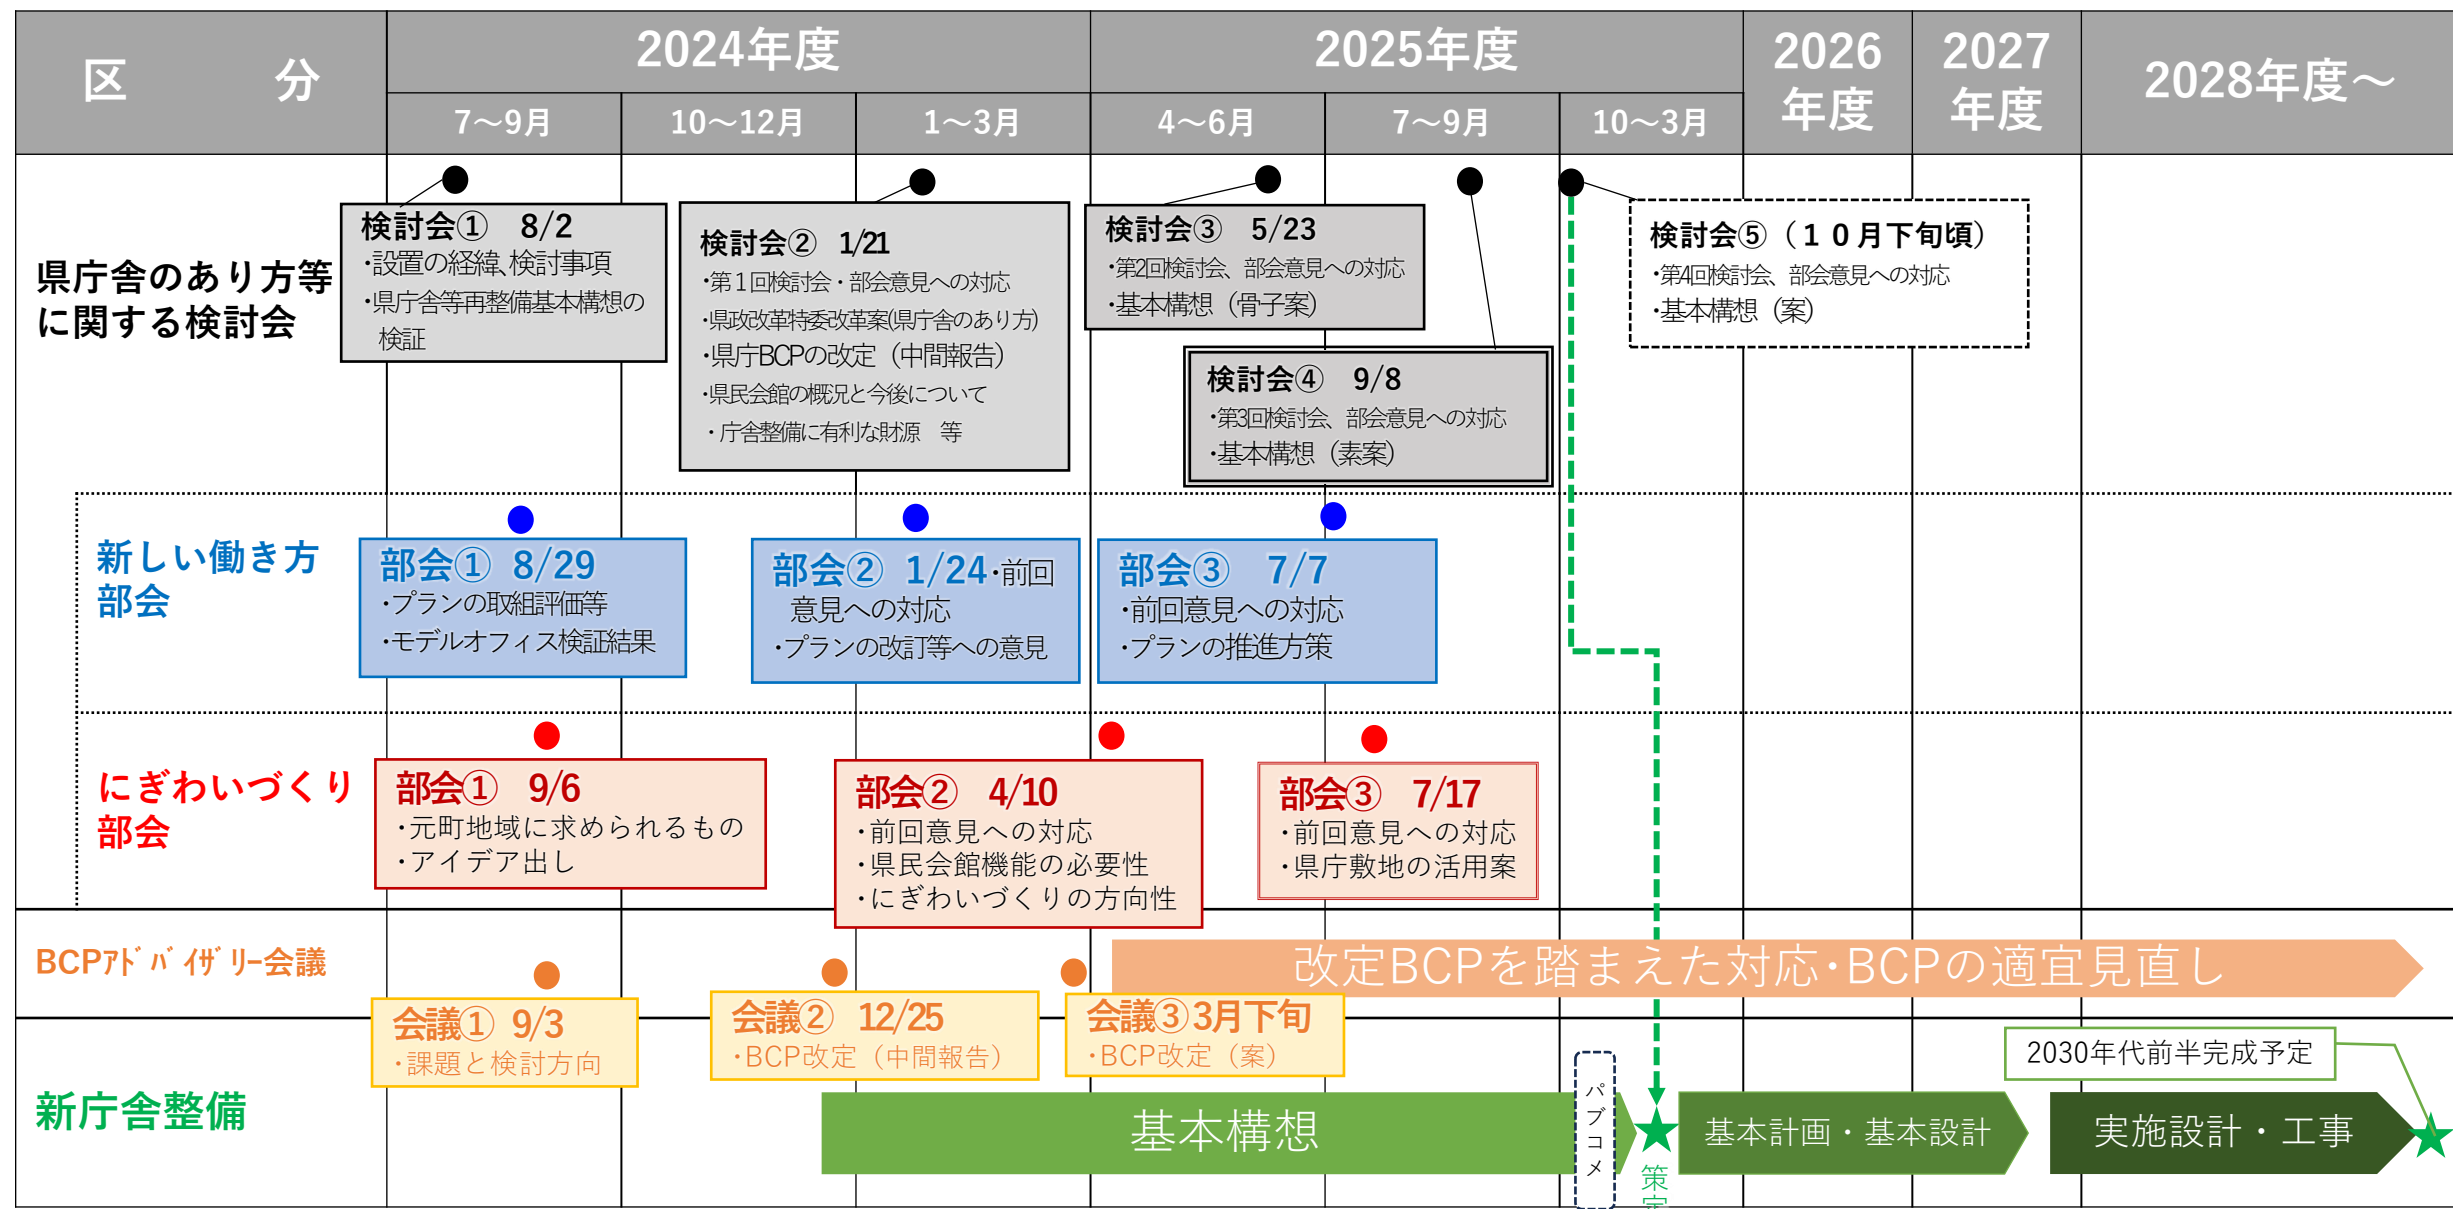 区　分
2024年度
2025年度
2026
年度
2027
年度
2028年度～
7～9月
10～12月
1～3月
4～6月
7～9月
10～3月
県庁舎のあり方等
に関する検討会
検討会①　8/2
・設置の経緯、検討事項
・県庁舎等再整備基本構想の
検証
検討会②　1/21
・第１回検討会・部会意見への対応
・県政改革特委改革案(県庁舎のあり方)
・県庁BCPの改定（中間報告）
・県民会館の概況と今後について
・庁舎整備に有利な財源　等
検討会③　5/23
・第2回検討会、部会意見への対応
・基本構想（骨子案）
検討会④　9/8
・第3回検討会、部会意見への対応
・基本構想（素案）
検討会⑤（１０月下旬頃）
・第4回検討会、部会意見への対応
・基本構想（案）
新しい働き方
部会
部会①　8/29
・プランの取組評価等
・モデルオフィス検証結果
部会②　1/24・前回
意見への対応
・プランの改訂等への意見
部会③　7/7
・前回意見への対応
・プランの推進方策
にぎわいづくり
部会
部会①　9/6
・元町地域に求められるもの
・アイデア出し
部会②　4/10
・前回意見への対応
・県民会館機能の必要性
・にぎわいづくりの方向性
部会③　7/17
・前回意見への対応
・県庁敷地の活用案
BCPｱﾄﾞﾊﾞｲｻﾞﾘｰ会議
改定BCPを踏まえた対応・BCPの適宜見直し
会議①　9/3
・課題と検討方向
会議②　12/25
・BCP改定（中間報告）
会議③ 3月下旬
・BCP改定（案）
新庁舎整備
2030年代前半完成予定
基本構想
パブコメ
策定
基本計画・基本設計
実施設計・工事